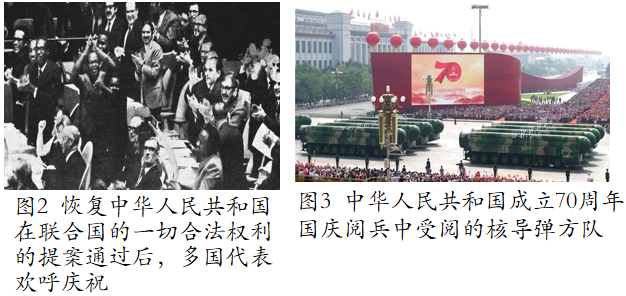 70
图2 恢复中华人民共和国
在联合国的一切合法权利
的提案通过后，多国代表
欢呼庆祝
图3 中华人民共和国成立70周年
国庆阅兵中受阅的核导弹方队